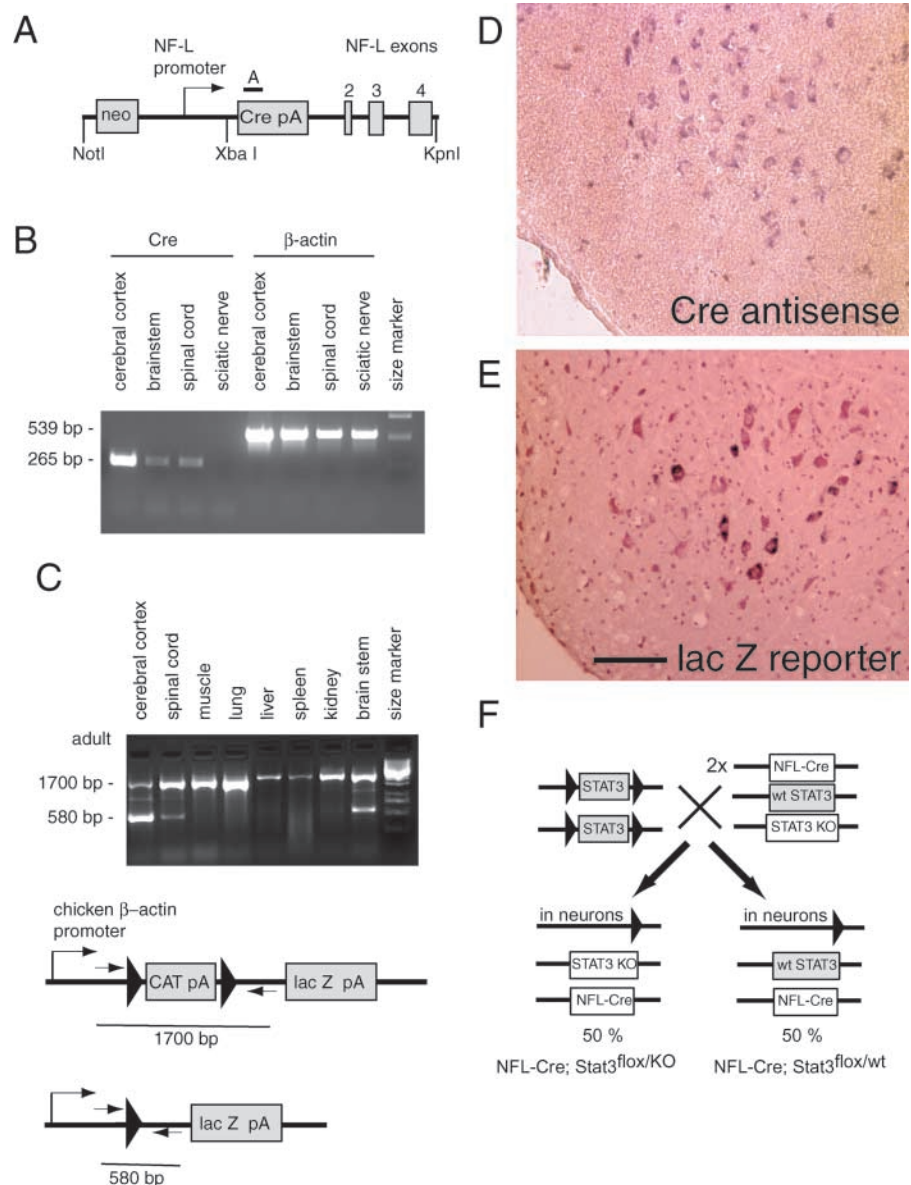 A
NF-L
promoter
NF-L exons
A
neo
Cre pA
2
3
4
NotI
Xba I
KpnI
B
Cre
β-actin
cerebral cortex
brainstem
spinal cord
sciatic nerve
cerebral cortex
brainstem
spinal cord
sciatic nerve
size marker
539 bp -
265 bp -
C
cerebral cortex
spinal cord
muscle
lung
liver
spleen
kidney
brain stem
size marker
adult
1700 bp -
580 bp -
chicken β–actin
promoter
CAT pA
lac Z pA
1700 bp
lac Z pA
580 bp
D
Cre antisense
E
lac Z reporter
F
STAT3
STAT3
2x
NFL-Cre
wt STAT3
STAT3 KO
in neurons
STAT3 KO
NFL-Cre
50 %
NFL-Cre; Stat3flox/KO
in neurons
wt STAT3
NFL-Cre
50 %
NFL-Cre; Stat3flox/wt